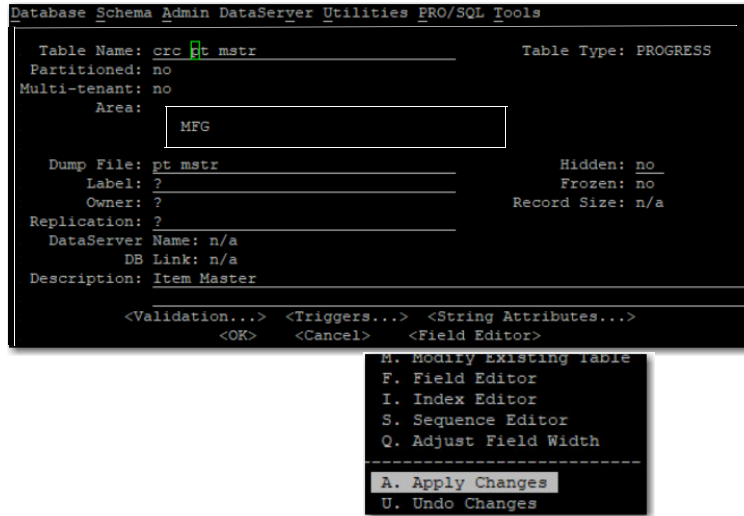 Database Schema Admin DataServer Utilities PRO/SQL Tools
Table Name: crc pt mstr Table Type: PROGRESS
Partitioned: no
Multi-tenant: no
Area:
MFG
Dump File: pt mstr Hidden: no
Label: ? Frozen: no
Owner: ? Record Size: n/a
Replication: ?
DataServer Name: n/a
DB Link: n/a
Description: Item Master
<Validation...> <Triggers...> <String Attributes...>
<OK> <Cancel> <Field Editor>
M. Modify Existing Table
F. Field Editor
I. Index Editor
S. Sequence Editor
Q. Adjust Field Width
A. Apply Changes
U. Undo Changes